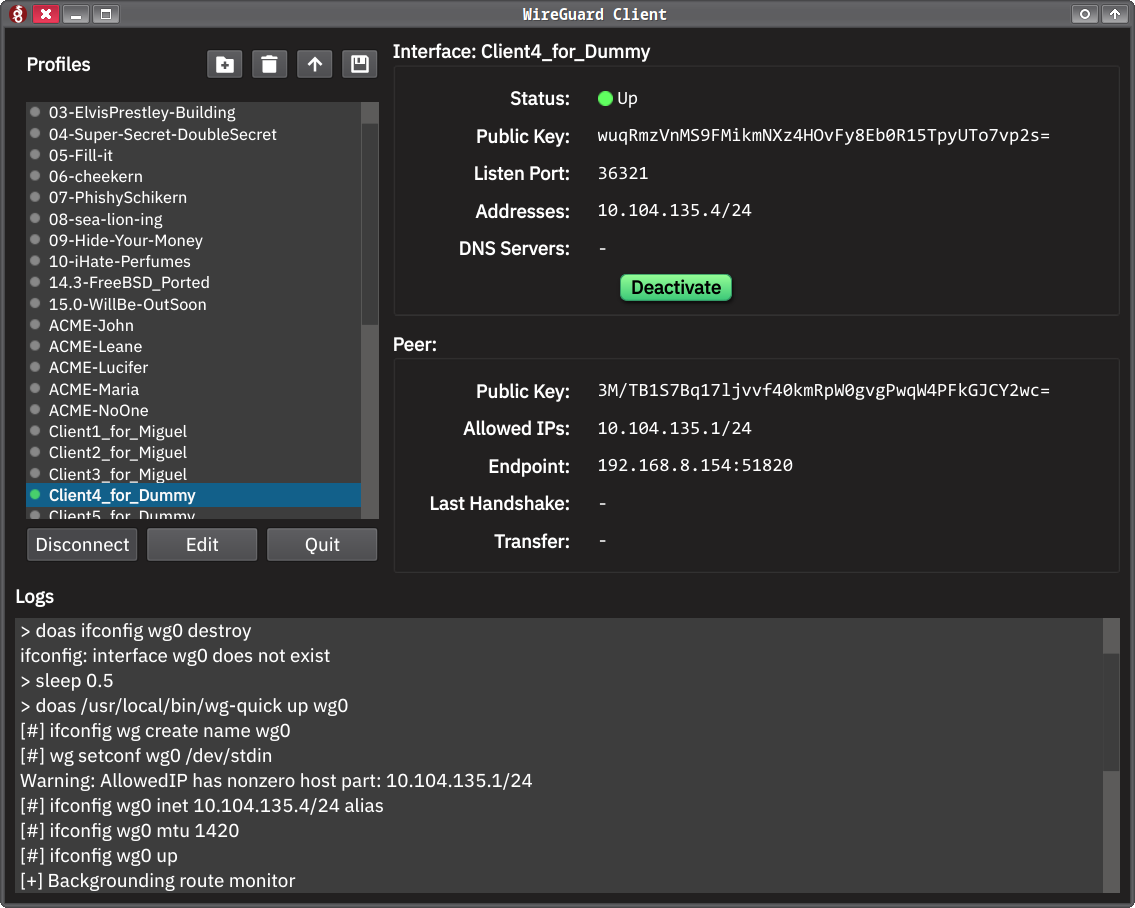 WireGuard Client
Profiles
03-ElvisPrestley-Building
04-Super-Secret-DoubleSecret
05-Fill-it
06-cheekern
07-PhishySchikern
08-sea-lion-ing
09-Hide-Your-Money
10-iHate-Perfumes
14.3-FreeBSD_Ported
15.0-WillBe-OutSoon
ACME-John
ACME-Leane
ACME-Lucifer
ACME-Maria
ACME-NoOne
Client1_for_Miguel
Client2_for_Miguel
Client3_for_Miguel
Client4_for_Dummy
Client5_for_Dummy
Disconnect Edit Quit
Interface: Client4_for_Dummy
Status: Up
Public Key: wuqRmzVnMS9FMikmNXz4HOvFy8Eb0R15TpyUTo7vp2s=
Listen Port: 36321
Addresses: 10.104.135.4/24
DNS Servers: -
Deactivate
Peer:
Public Key: 3M/TB1S7Bq17ljvvf40kmRpW0gvgPwqW4PFkGJCY2wc=
Allowed IPs: 10.104.135.1/24
Endpoint: 192.168.8.154:51820
Last Handshake: -
Transfer: -
Logs
> doas ifconfig wg0 destroy
ifconfig: interface wg0 does not exist
> sleep 0.5
> doas /usr/local/bin/wg-quick up wg0
[#] ifconfig wg create name wg0
[#] wg setconf wg0 /dev/stdin
Warning: AllowedIP has nonzero host part: 10.104.135.1/24
[#] ifconfig wg0 inet 10.104.135.4/24 alias
[#] ifconfig wg0 mtu 1420
[#] ifconfig wg0 up
[+] Backgrounding route monitor